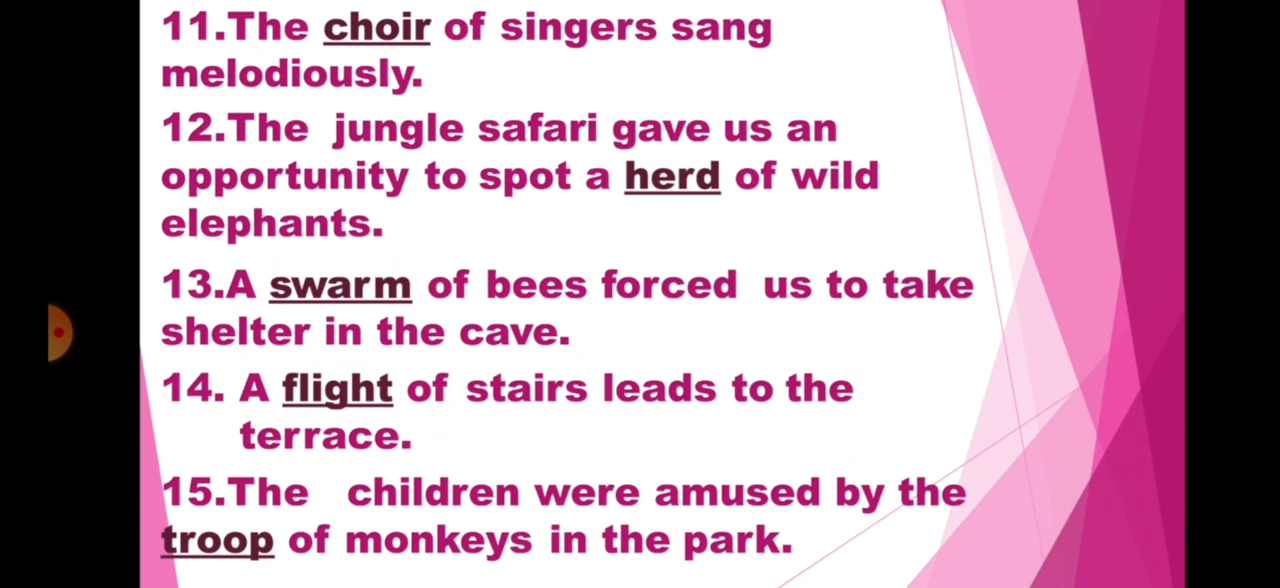 11.The choir of singers sang
melodiously.
12.The jungle safari gave us an
opportunity to spot a herd of wild
elephants.
13.A swarm of bees forced us to take
shelter in the cave.
14. A flight of stairs leads to the
terrace.
15.The children were amused by the
troop of monkeys in the park.